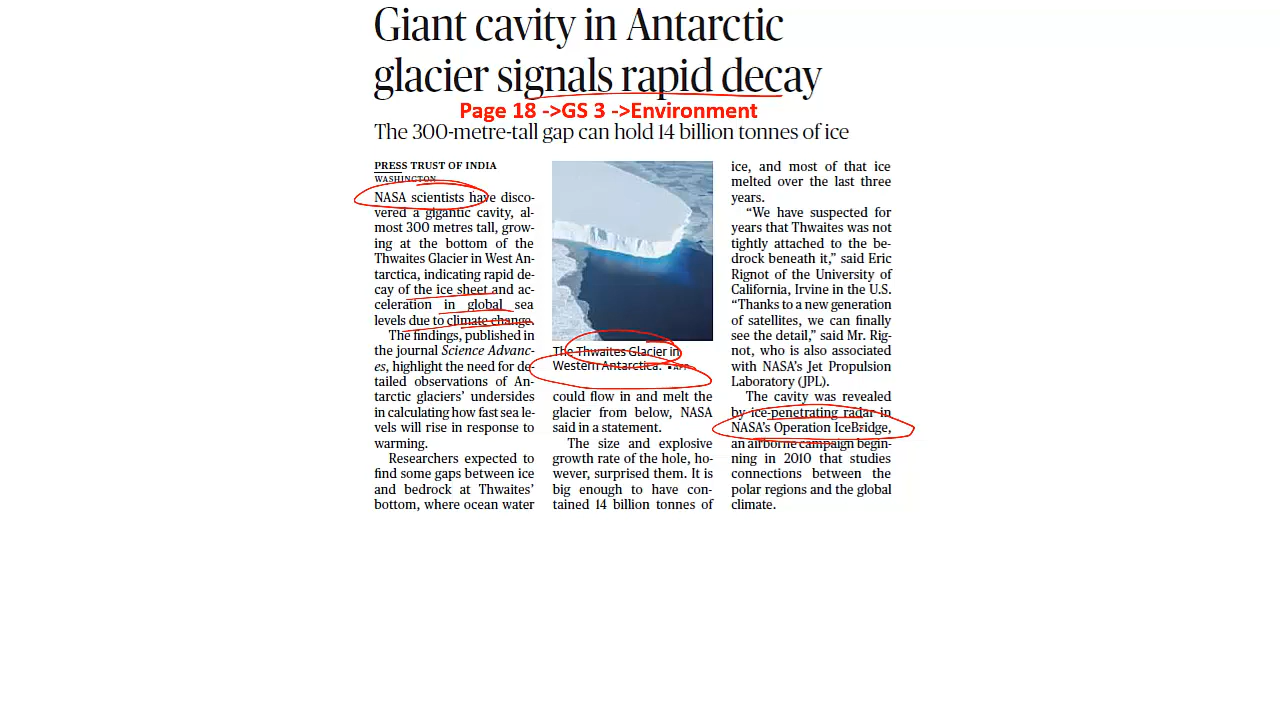 Giant cavity in Antarctic
glacier signals rapid decay
Page 18 ->GS 3 ->Environment
The 300-metre-tall gap can hold 14 billion tonnes of ice
PRESS TRUST OF INDIA
WASHINGTON
NASA scientists have disco-
vered a gigantic cavity, al-
most 300 metres tall, grow-
ing at the bottom of the
Thwaites Glacier in West An-
tarctica, indicating rapid de-
cay of the ice sheet and ac-
celeration in global sea
levels due to climate change.
The findings, published in
the journal Science Advanc-
es, highlight the need for de-
tailed observations of An-
tarctic glaciers' undersides
in calculating how fast sea le-
vels will rise in response to
warming.
Researchers expected to
find some gaps between ice
and bedrock at Thwaites'
bottom, where ocean water
The Thwaites Glacier in
Western Antarctica. ▪ AFP
could flow in and melt the
glacier from below, NASA
said in a statement.
The size and explosive
growth rate of the hole, ho-
wever, surprised them. It is
big enough to have con-
tained 14 billion tonnes of
ice, and most of that ice
melted over the last three
years.
"We have suspected for
years that Thwaites was not
tightly attached to the be-
drock beneath it," said Eric
Rignot of the University of
California, Irvine in the U.S.
"Thanks to a new generation
of satellites, we can finally
see the detail," said Mr. Rig-
not, who is also associated
with NASA's Jet Propulsion
Laboratory (JPL).
The cavity was revealed
by ice-penetrating radar in
NASA's Operation IceBridge,
an airborne campaign begin-
ning in 2010 that studies
connections between the
polar regions and the global
climate.